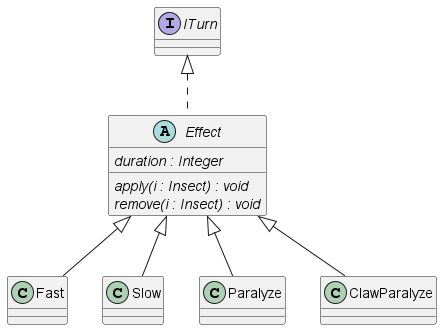 I ITurn
A Effect
duration : Integer
apply(i : Insect) : void
remove(i : Insect) : void
C Fast
C Slow
C Paralyze
C ClawParalyze